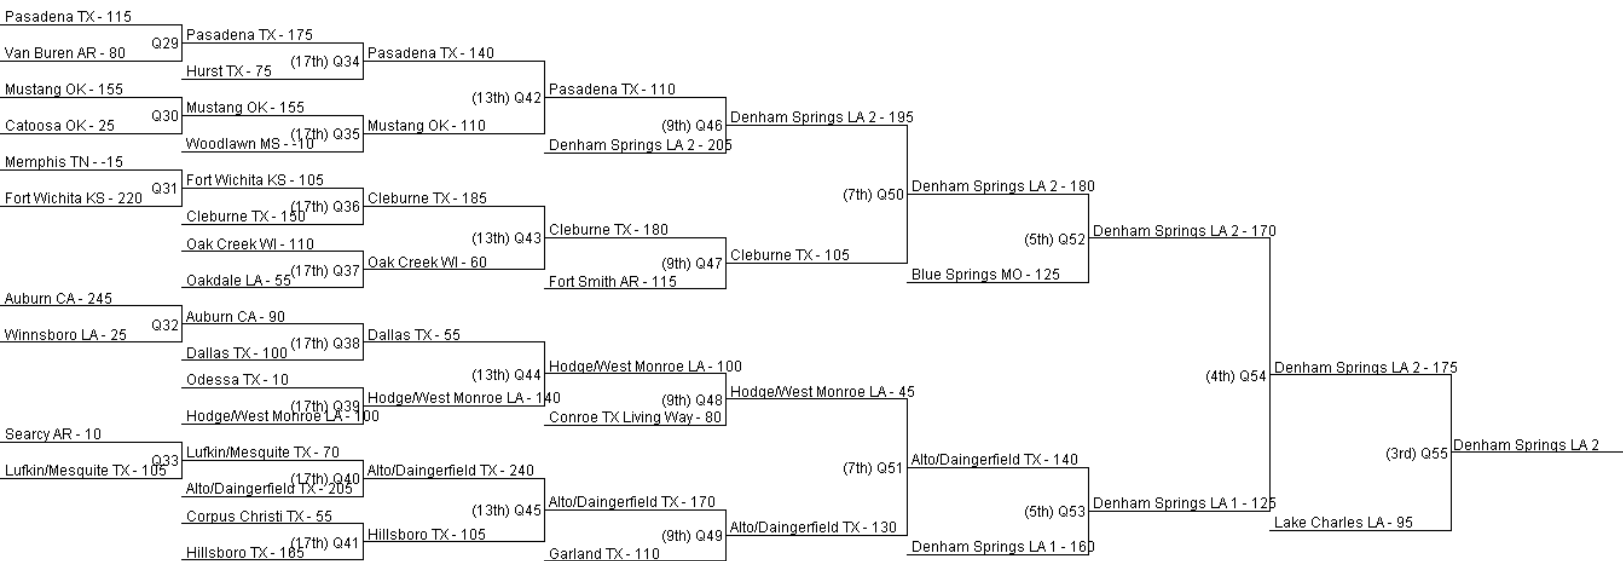 Pasadena TX - 115
Van Buren AR - 80
Q29
Mustang OK - 155
Catoosa OK - 25
Q30
Memphis TN - -15
Fort Wichita KS - 220
Q31
Auburn CA - 245
Winnsboro LA - 25
Q32
Searcy AR - 10
Lufkin/Mesquite TX - 105
Q33
Pasadena TX - 175
Hurst TX - 75
(17th) Q34
Mustang OK - 155
Woodlawn MS - -10
(17th) Q35
Fort Wichita KS - 105
Cleburne TX - 150
(17th) Q36
Oak Creek WI - 110
Oakdale LA - 55
(17th) Q37
Auburn CA - 90
Dallas TX - 100
(17th) Q38
Odessa TX - 10
Hodge/West Monroe LA - 100
(17th) Q39
Lufkin/Mesquite TX - 70
Alto/Daingerfield TX - 205
(17th) Q40
Corpus Christi TX - 55
Hillsboro TX - 165
(17th) Q41
Pasadena TX - 140
Mustang OK - 110
(13th) Q42
Cleburne TX - 185
Oak Creek WI - 60
(13th) Q43
Dallas TX - 55
Hodge/West Monroe LA - 140
(13th) Q44
Alto/Daingerfield TX - 240
Hillsboro TX - 105
(13th) Q45
Pasadena TX - 110
Denham Springs LA 2 - 205
(9th) Q46
Cleburne TX - 180
Fort Smith AR - 115
(9th) Q47
Hodge/West Monroe LA - 100
Conroe TX Living Way - 80
(9th) Q48
Alto/Daingerfield TX - 170
Garland TX - 110
(9th) Q49
Denham Springs LA 2 - 195
Cleburne TX - 105
(7th) Q50
Hodge/West Monroe LA - 45
Alto/Daingerfield TX - 130
(7th) Q51
Denham Springs LA 2 - 180
Blue Springs MO - 125
(5th) Q52
Alto/Daingerfield TX - 140
Denham Springs LA 1 - 160
(5th) Q53
Denham Springs LA 2 - 170
Denham Springs LA 1 - 125
(4th) Q54
Denham Springs LA 2 - 175
Lake Charles LA - 95
(3rd) Q55
Denham Springs LA 2